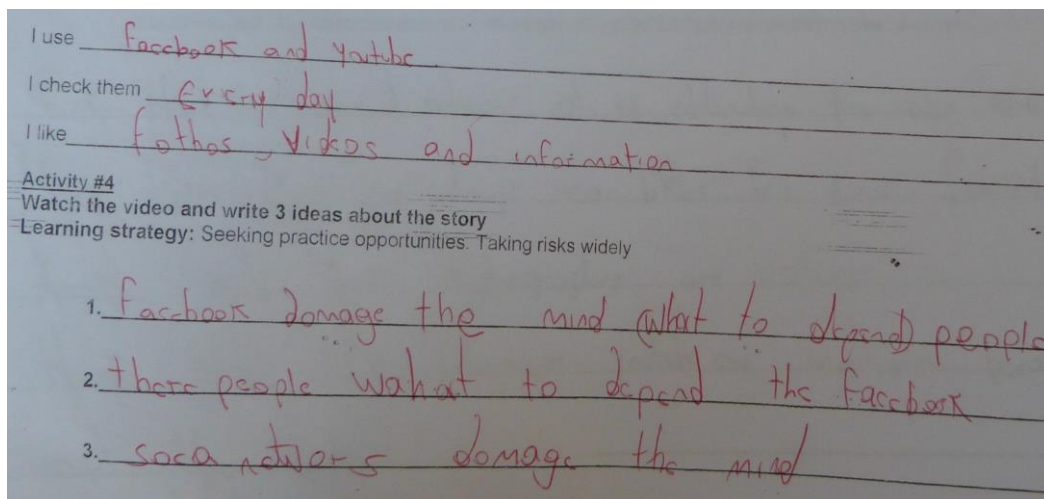 I use facebook and youtube
I check them Every day
I like fothos, videos and information
Activity #4
Watch the video and write 3 ideas about the story
Learning strategy: Seeking practice opportunities. Taking risks widely
1. facebook domage the mind (what to depend) people
2. there people wahat to depend the facebook
3. soca networs domage the mind